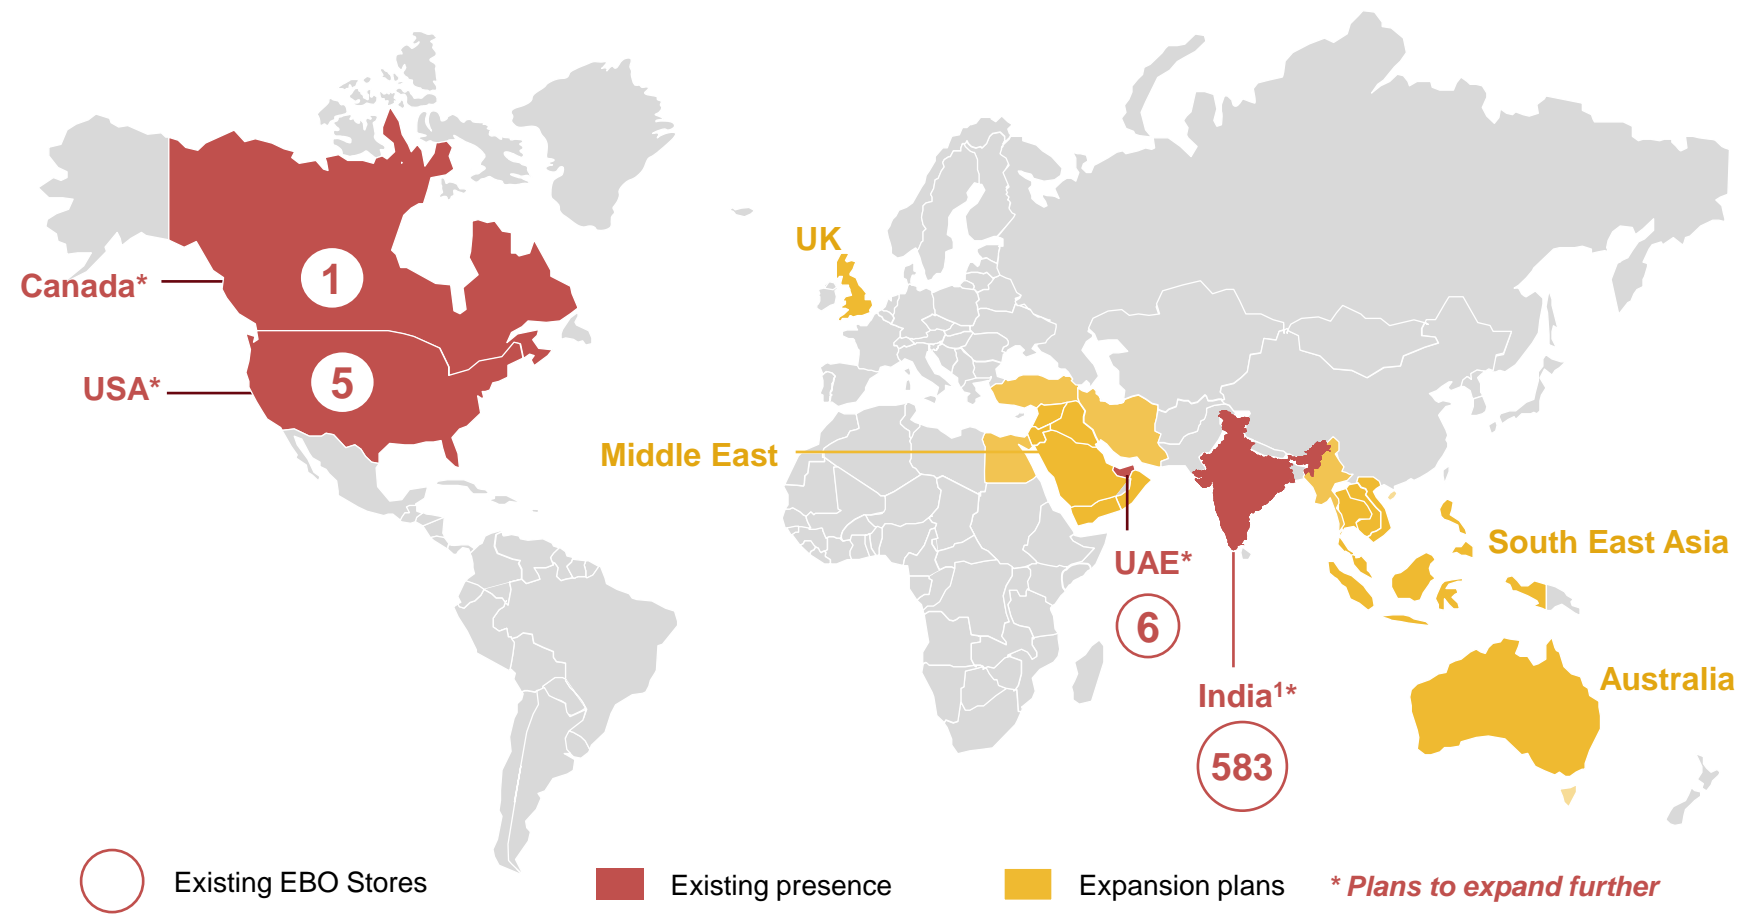 UK
Canada*
1
USA*
5
Middle East
South East Asia
UAE*
6
India¹*
583
Australia
Existing EBO Stores
Existing presence
Expansion plans
* Plans to expand further